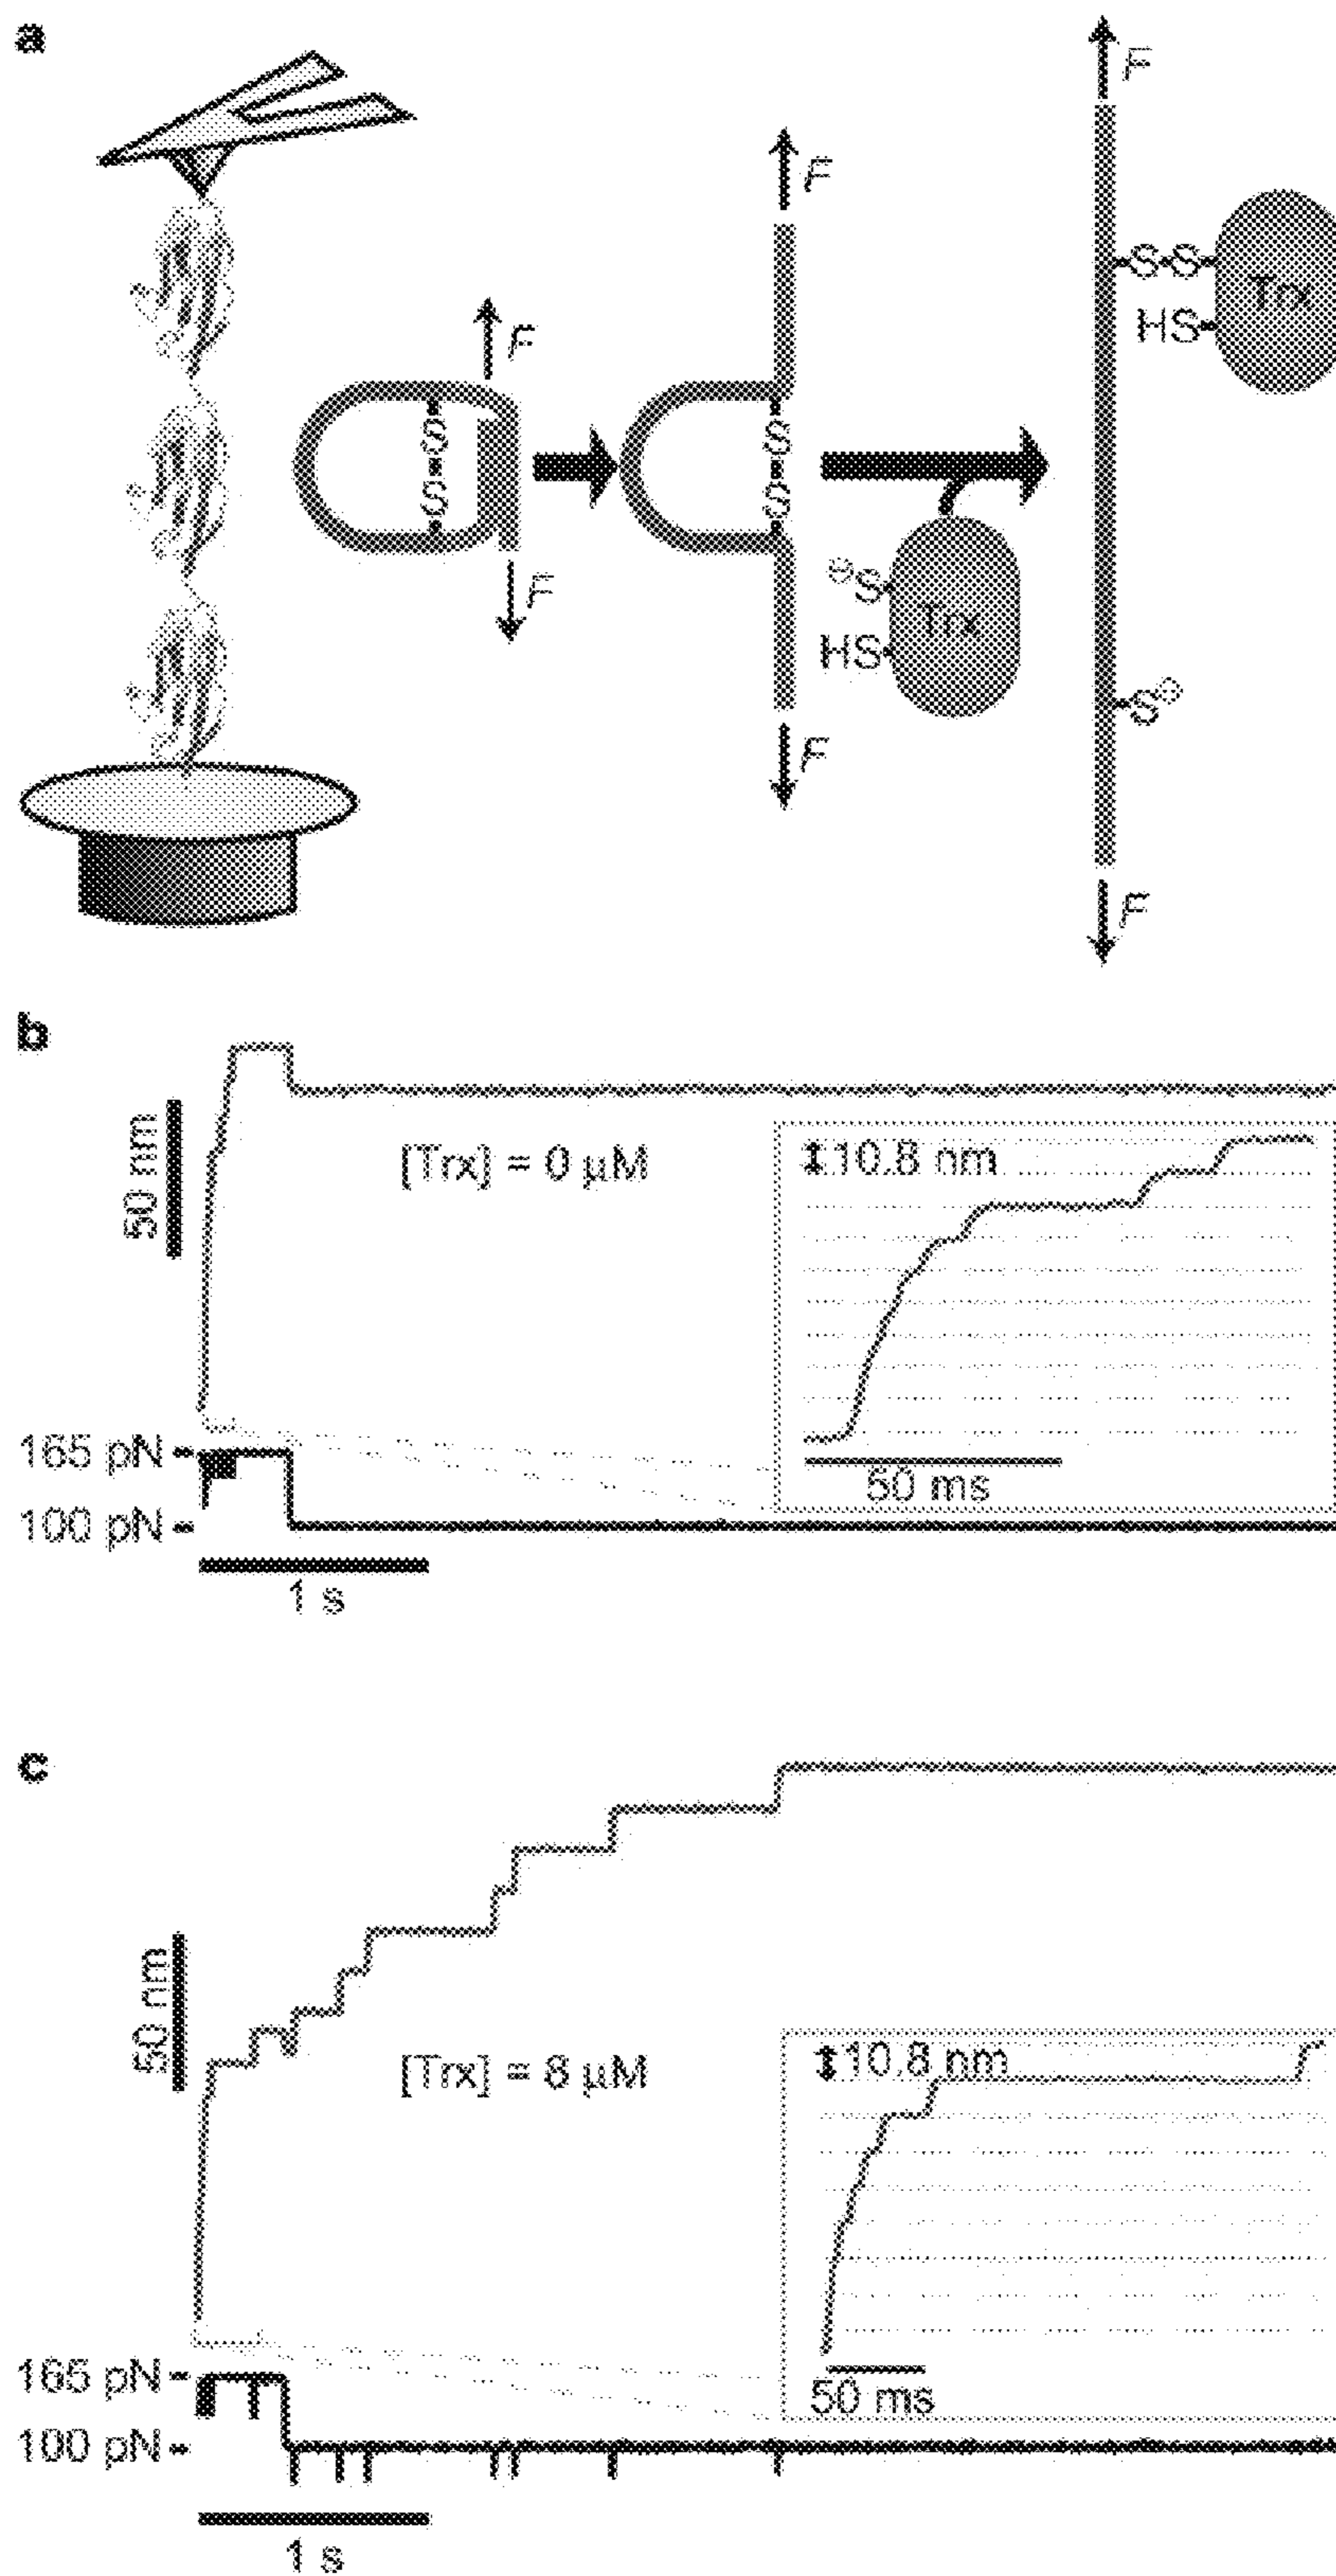 a
F
F
F
S-S
Trx
HS
F
S
S
F
S
S
⊖S
Trx
HS
F
F
S⊖
F
b
50 nm
[Trx] = 0 µM
10.8 nm
50 ms
165 pN
100 pN
1 s
c
50 nm
[Trx] = 8 µM
10.8 nm
50 ms
165 pN
100 pN
1 s